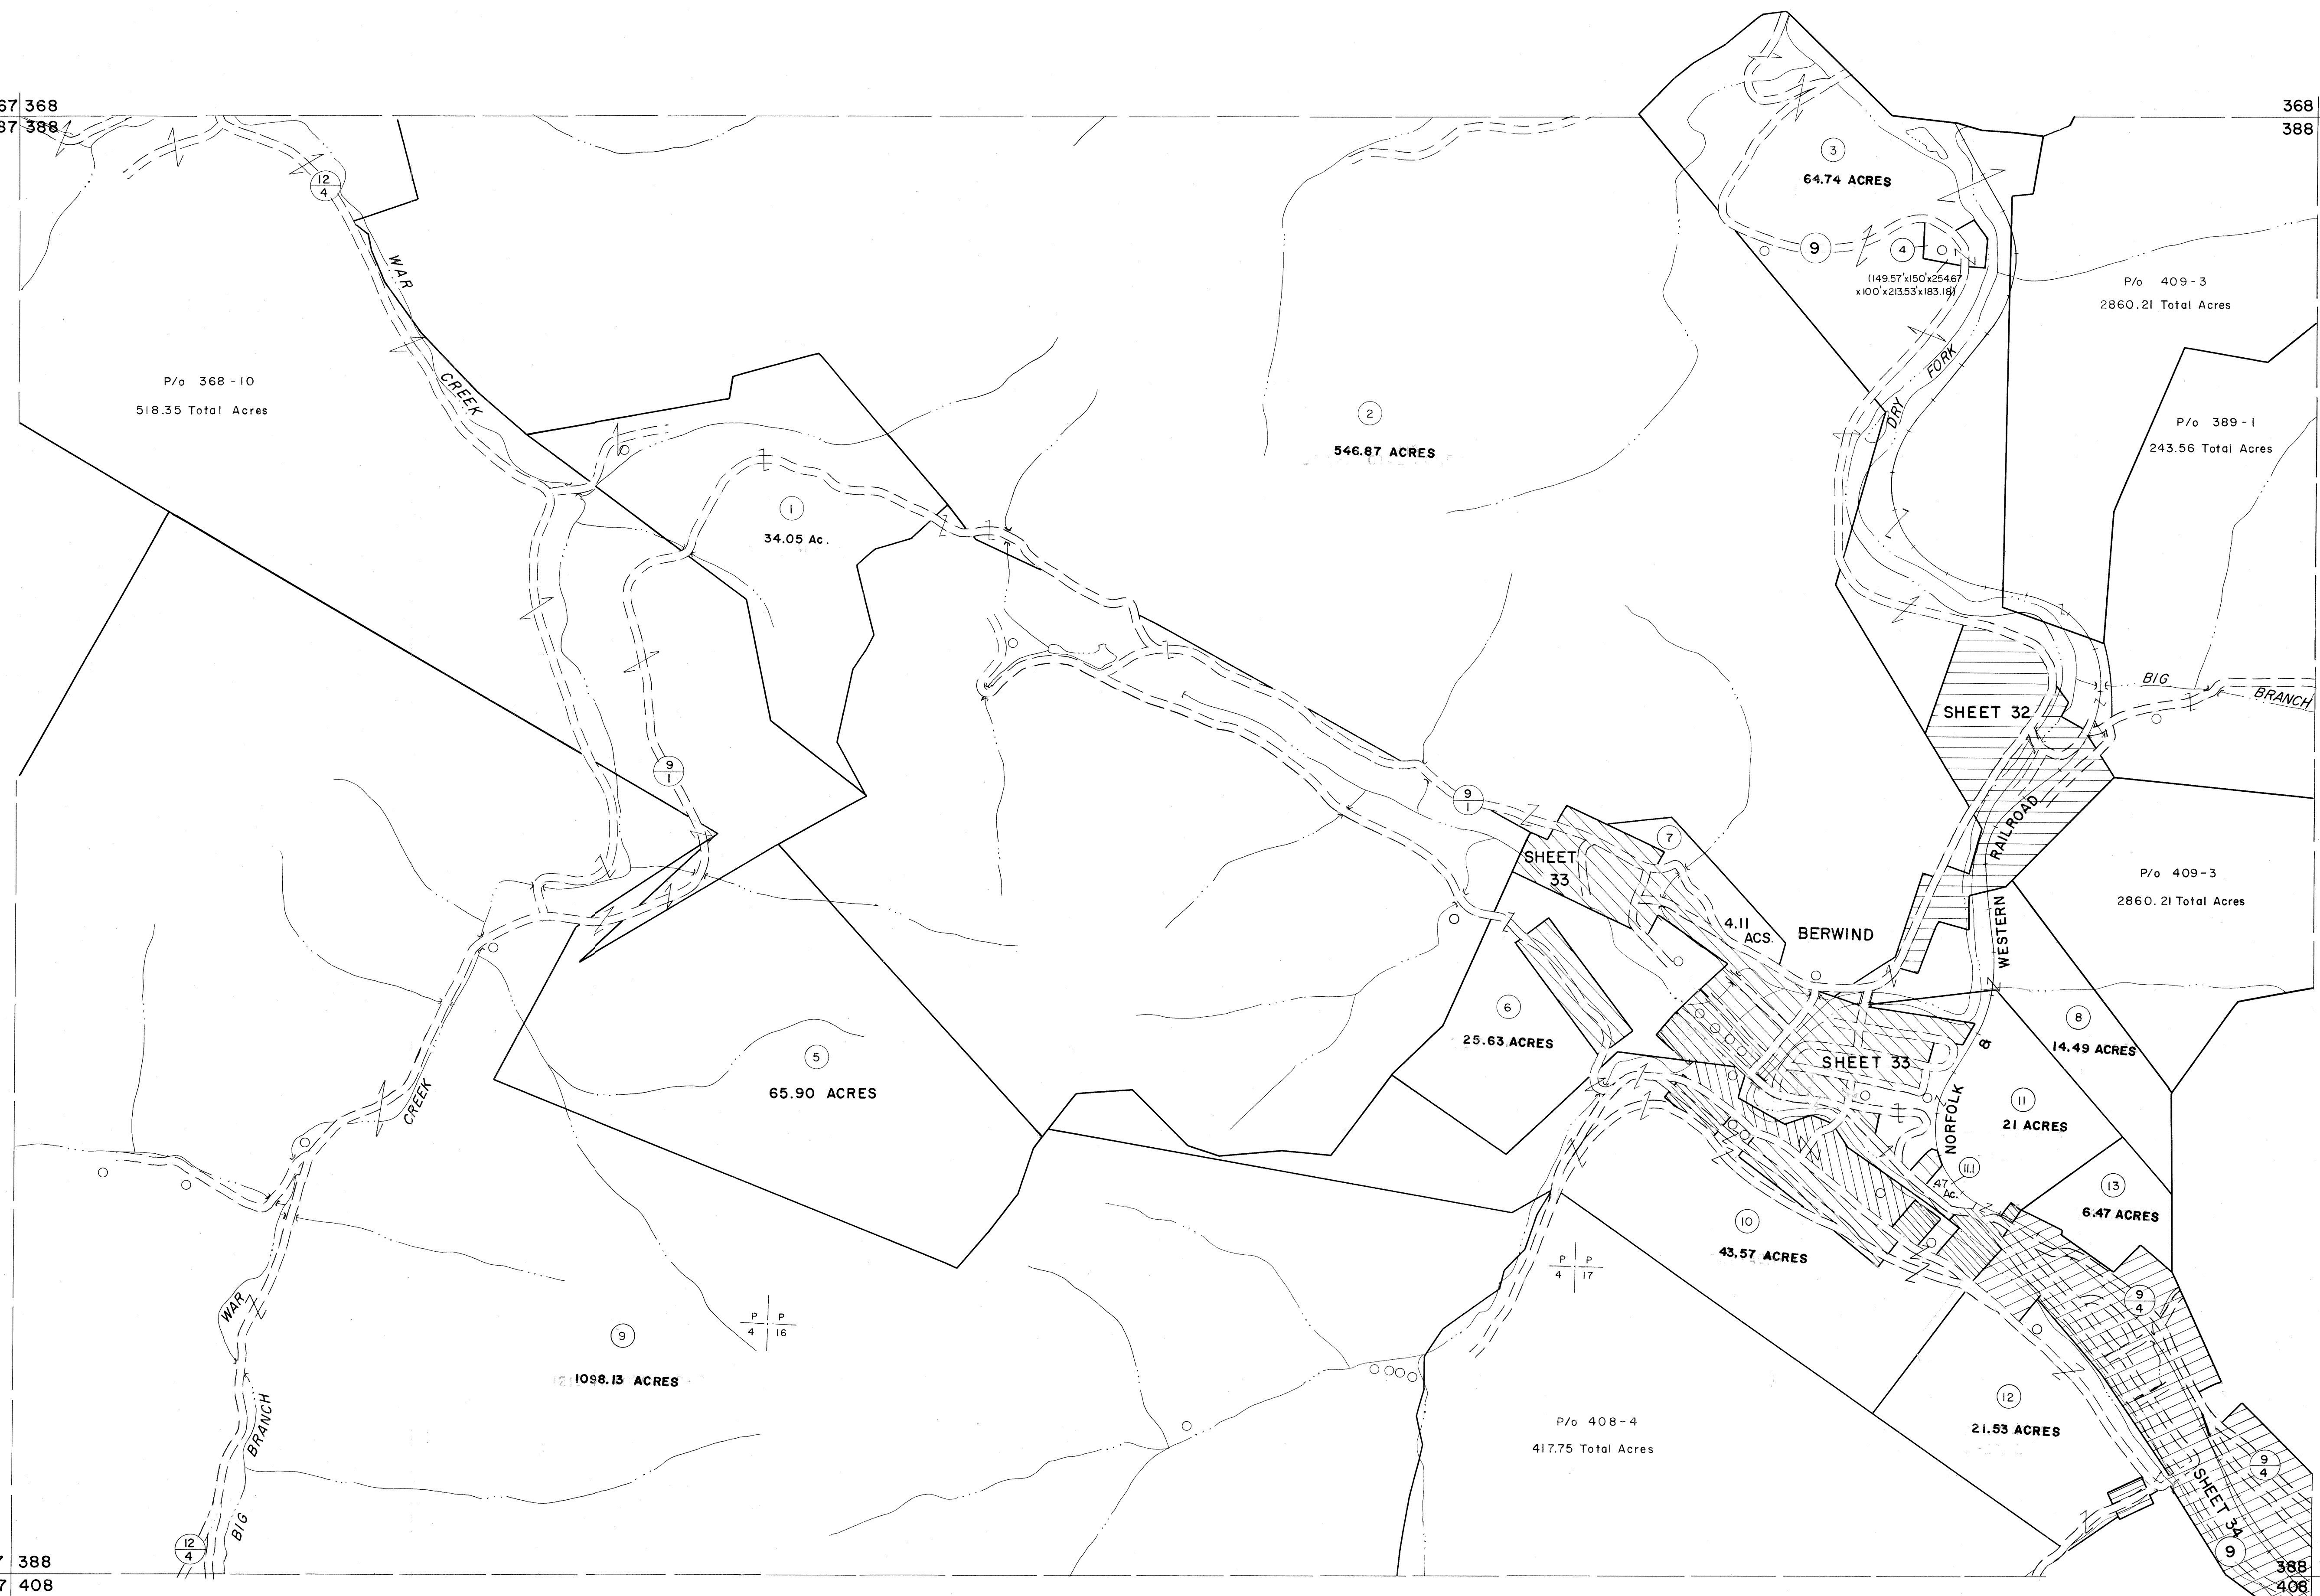 67 368
87 388
368
388
12
4
3
64.74 ACRES
9
4
(149.57'x150'x254.67
x100'x213.53'x183.18')
P/o 409-3
2860.21 Total Acres
WAR
CREEK
DRY
FORK
P/o 368-10
518.35 Total Acres
2
546.87 ACRES
P/o 389-1
243.56 Total Acres
1
34.05 Ac.
BIG
BRANCH
SHEET 32
9
1
9
1
7
SHEET
33
4.11
ACS.
BERWIND
RAILROAD
WESTERN
&
NORFOLK
P/o 409-3
2860.21 Total Acres
6
25.63 ACRES
8
14.49 ACRES
5
65.90 ACRES
SHEET 33
CREEK
11
21 ACRES
11.1
.47
Ac.
13
6.47 ACRES
10
43.57 ACRES
P P
4 17
WAR
P P
4 16
9
1098.13 ACRES
9
4
12
21.53 ACRES
P/o 408-4
417.75 Total Acres
BRANCH
BIG
9
4
SHEET 34
9
12
4
7 388
7 408
388
408